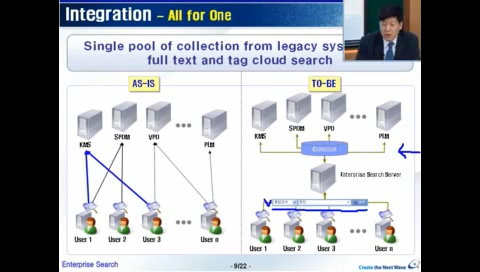 Integration – All for One
Single pool of collection from legacy sys
full text and tag cloud search
AS-IS
TO-BE
KMS
SPDM
VPD
PLM
KMS
SPDM
VPD
PLM
Collection
Enterprise Search Server
User 1
User 2
User 3
User n
User 1
User 2
User 3
User n
Enterprise Search
- 9/22 -
Create the Next Wave